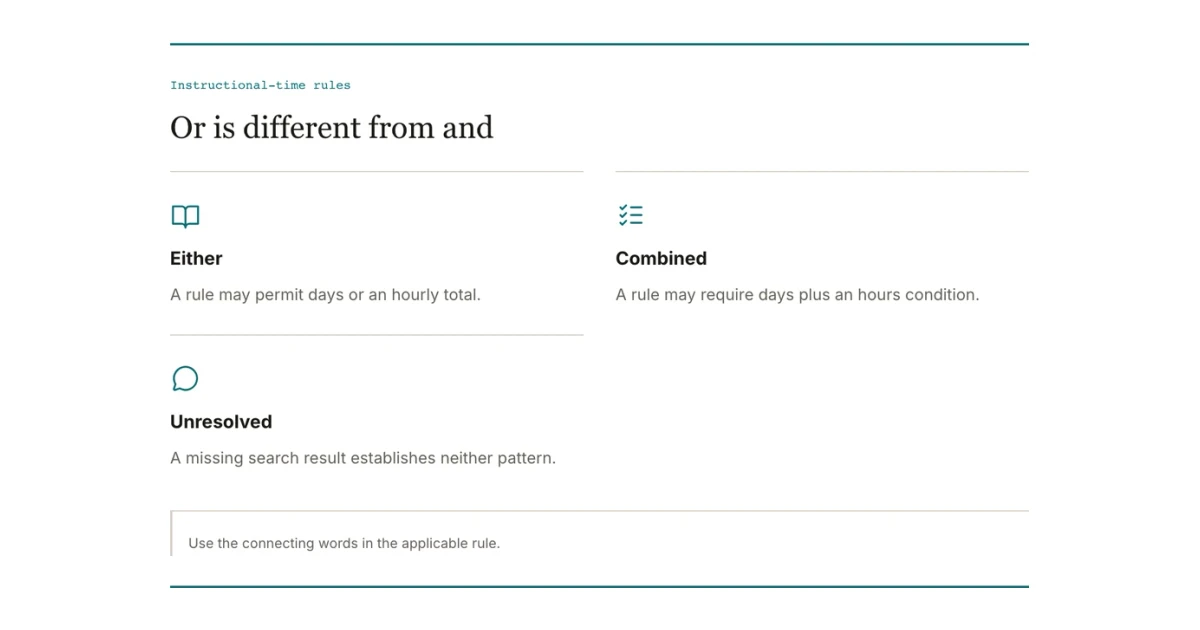 Instructional-time rules
Or is different from and
Either
A rule may permit days or an hourly total.
Combined
A rule may require days plus an hours condition.
Unresolved
A missing search result establishes neither pattern.
Use the connecting words in the applicable rule.